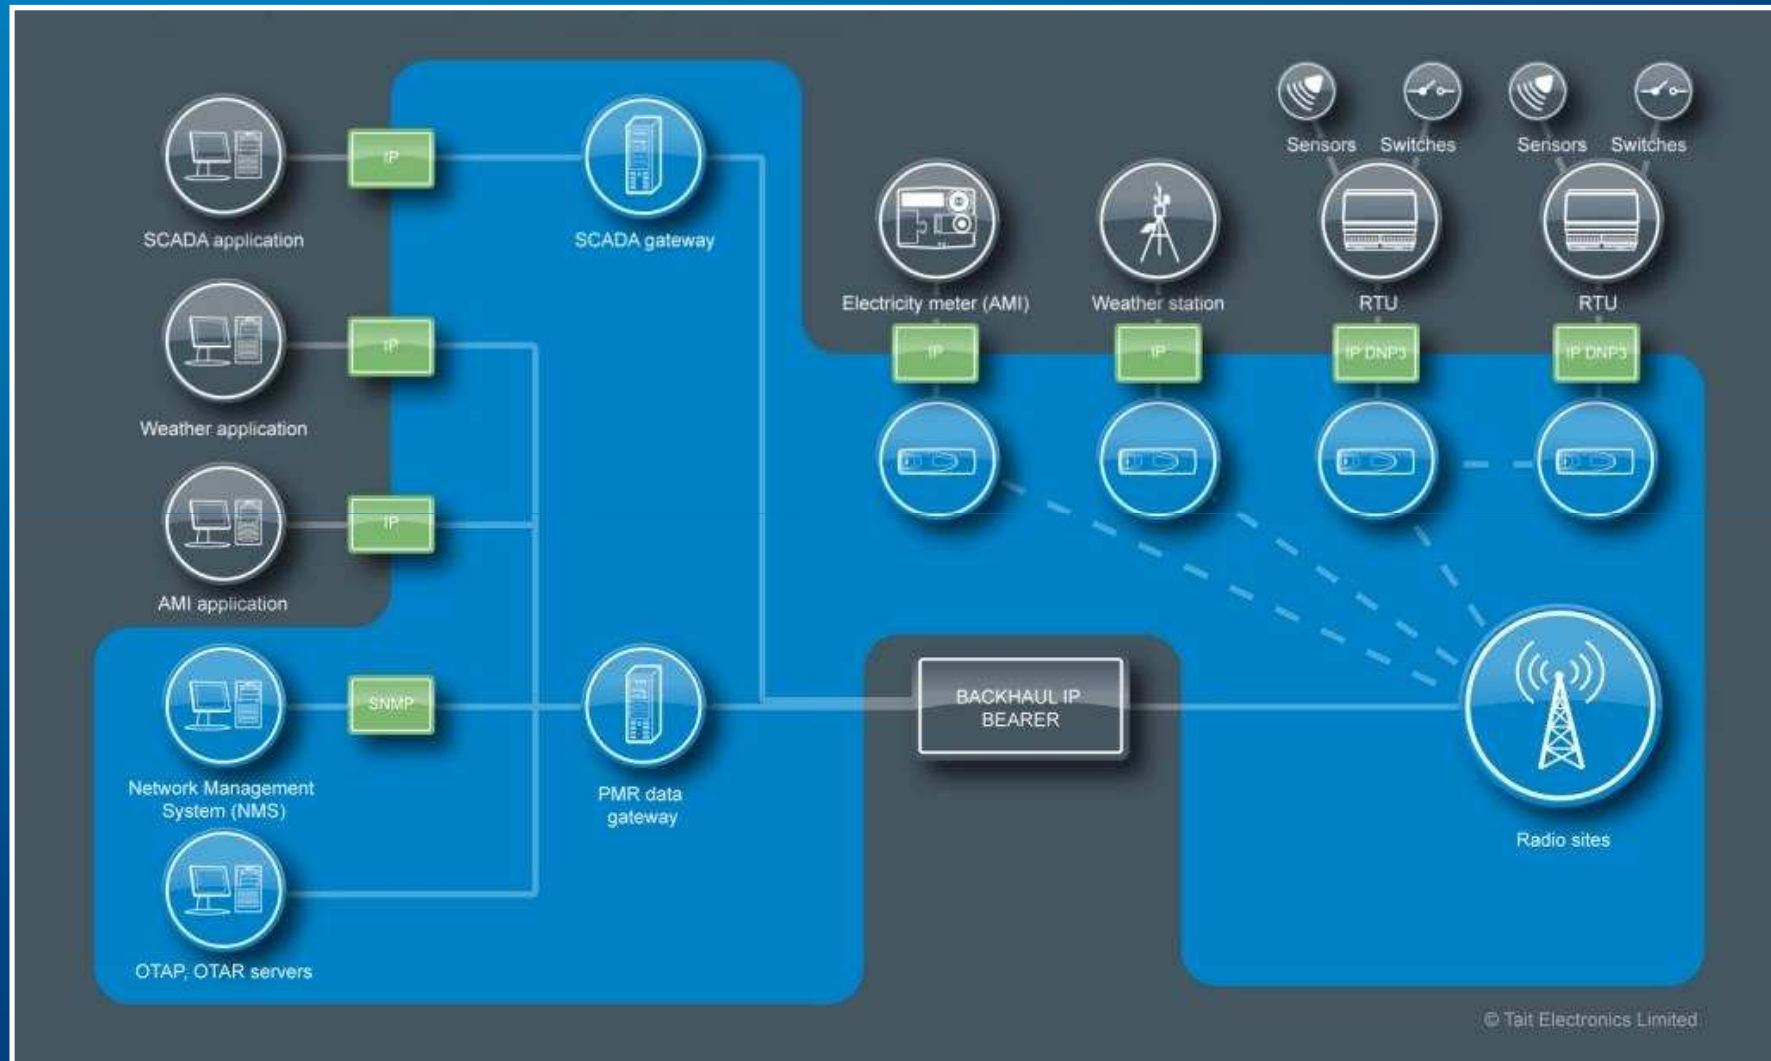 Sensors
Switches
Sensors
Switches
IP
SCADA application
SCADA gateway
Electricity meter (AMI)
Weather station
RTU
RTU
IP
IP
IP
IP DNP3
IP DNP3
Weather application
IP
AMI application
SNMP
BACKHAUL IP
BEARER
Network Management
System (NMS)
PMR data
gateway
Radio sites
OTAP, OTAR servers
© Tait Electronics Limited